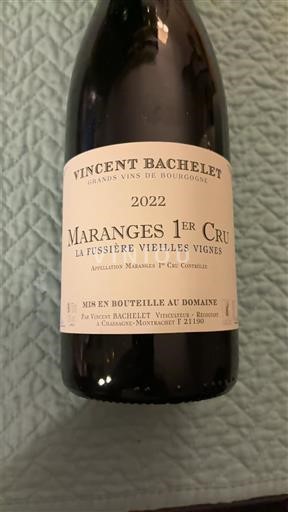 VINCENT BACHELET
GRANDS VINS DE BOURGOGNE
2022
MARANGES 1ER CRU
LA FUSSIÈRE VIEILLES VIGNES
APPELLATION MARANGES 1ER CRU CONTRÔLÉE
MIS EN BOUTEILLE AU DOMAINE
PAR VINCENT BACHELET VITICULTEUR - RÉCOLTANT
À CHASSAGNE-MONTRACHET F 21190